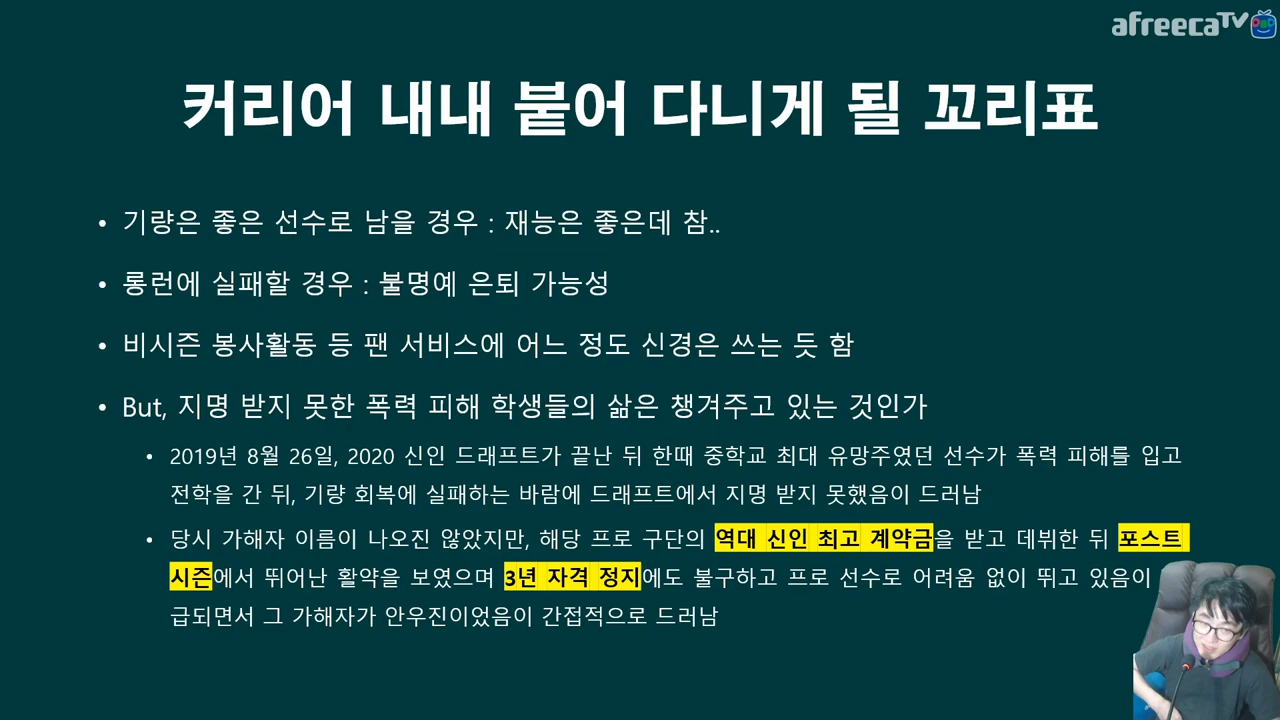 afreecaTV
커리어 내내 붙어 다니게 될 꼬리표
• 기량은 좋은 선수로 남을 경우 : 재능은 좋은데 참..
• 롱런에 실패할 경우 : 불명예 은퇴 가능성
• 비시즌 봉사활동 등 팬 서비스에 어느 정도 신경은 쓰는 듯 함
• But, 지명 받지 못한 폭력 피해 학생들의 삶은 챙겨주고 있는 것인가
• 2019년 8월 26일, 2020 신인 드래프트가 끝난 뒤 한때 중학교 최대 유망주였던 선수가 폭력 피해를 입고
전학을 간 뒤, 기량 회복에 실패하는 바람에 드래프트에서 지명 받지 못했음이 드러남
• 당시 가해자 이름이 나오진 않았지만, 해당 프로 구단의 역대 신인 최고 계약금을 받고 데뷔한 뒤 포스트
시즌에서 뛰어난 활약을 보였으며 3년 자격 정지에도 불구하고 프로 선수로 어려움 없이 뛰고 있음이
급되면서 그 가해자가 안우진이었음이 간접적으로 드러남